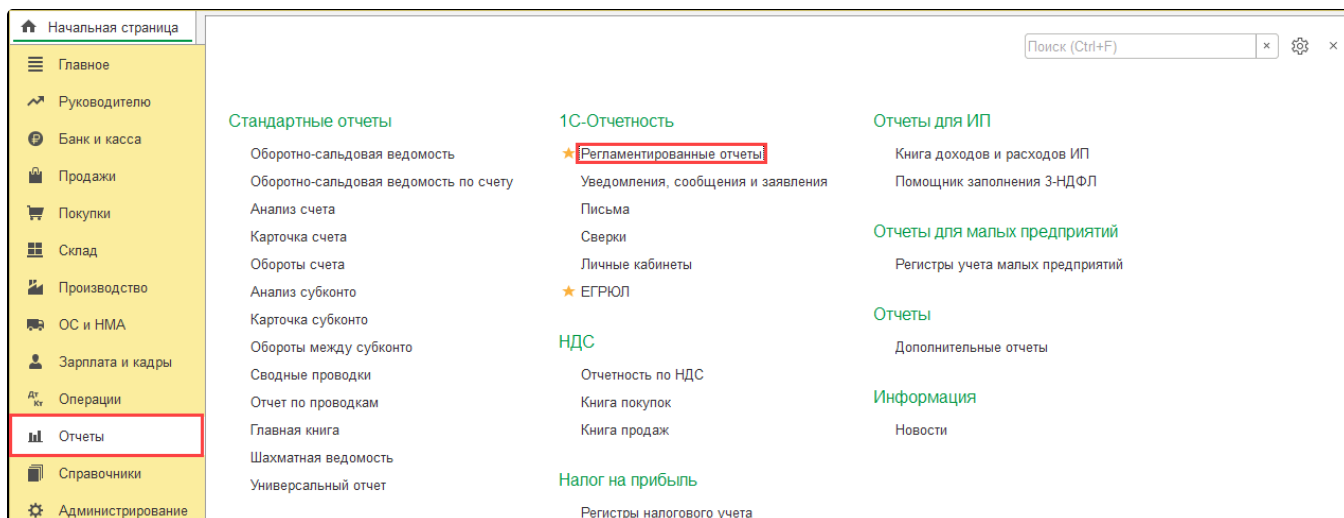 Начальная страница
Поиск (Ctrl+F)
Главное
Руководителю
Банк и касса
Продажи
Покупки
Склад
Производство
ОС и НМА
Зарплата и кадры
Дт Кт Операции
Отчеты
Справочники
Администрирование
Стандартные отчеты
Оборотно-сальдовая ведомость
Оборотно-сальдовая ведомость по счету
Анализ счета
Карточка счета
Обороты счета
Анализ субконто
Карточка субконто
Обороты между субконто
Сводные проводки
Отчет по проводкам
Главная книга
Шахматная ведомость
Универсальный отчет
1С-Отчетность
Регламентированные отчеты
Уведомления, сообщения и заявления
Письма
Сверки
Личные кабинеты
ЕГРЮЛ
НДС
Отчетность по НДС
Книга покупок
Книга продаж
Налог на прибыль
Регистры налогового учета
Отчеты для ИП
Книга доходов и расходов ИП
Помощник заполнения 3-НДФЛ
Отчеты для малых предприятий
Регистры учета малых предприятий
Отчеты
Дополнительные отчеты
Информация
Новости